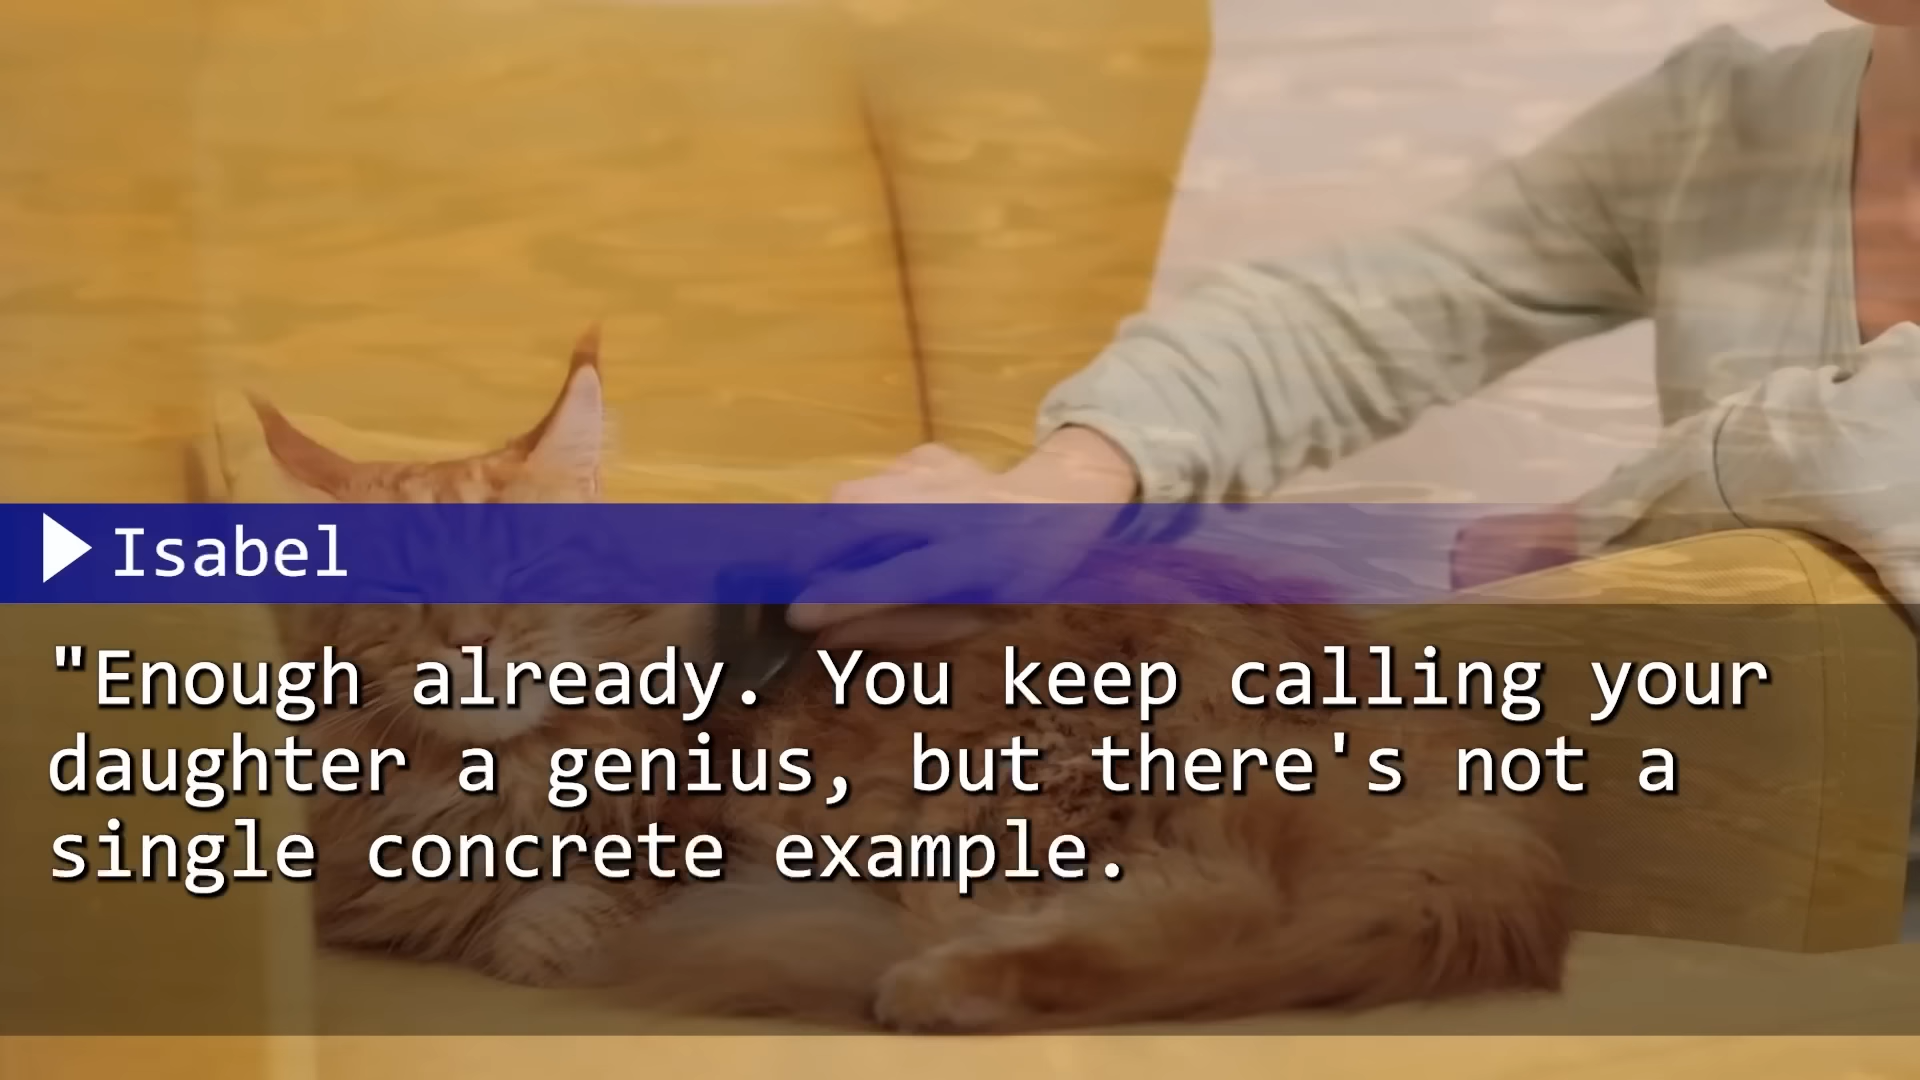 Isabel
"Enough already. You keep calling your
daughter a genius, but there's not a
single concrete example.